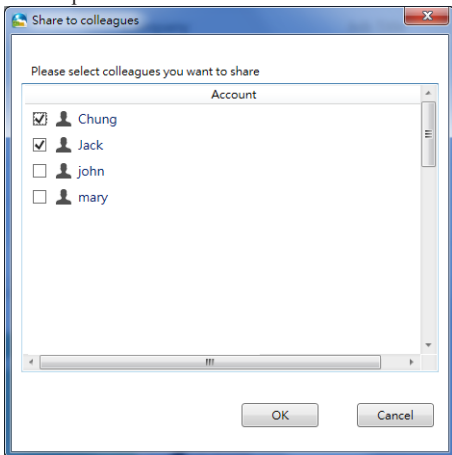 Share to colleagues
Please select colleagues you want to share
Account
Chung
Jack
john
mary
OK
Cancel